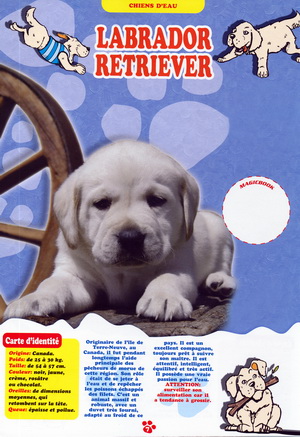 CHIENS D'EAU
LABRADOR
RETRIEVER
MAGICBOOK
Carte d'identité
Origine: Canada.
Poids: de 25 à 30 kg.
Taille: de 54 à 57 cm.
Couleur: noir, jaune,
crème, rosâtre
ou chocolat.
Oreilles: de dimensions
moyennes, qui
retombent sur la tête.
Queue: épaisse et poilue.
Originaire de l'île de
Terre-Neuve, au
Canada, il fut pendant
longtemps l'aide
principale des
pêcheurs de morue de
cette région. Son rôle
était de se jeter à
l'eau et de repêcher
les poissons échappés
des filets. C'est un
animal massif et
robuste, avec un
duvet très fourni,
adapté au froid de ce
pays. Il est un
excellent compagnon,
toujours prêt à suivre
son maître. Il est
attentif, intelligent,
équilibré et très actif.
Il possède une vraie
passion pour l'eau.
ATTENTION:
surveiller son
alimentation car il
a tendance à grossir.